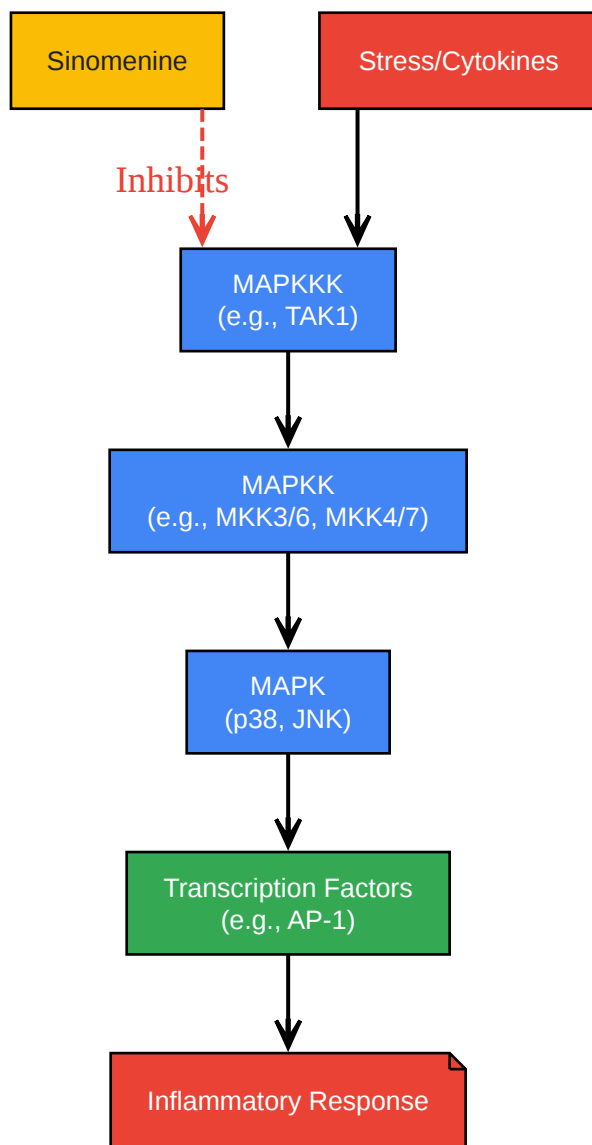 Sinomenine
Stress/Cytokines
Inhibits
MAPKKK
(e.g., TAK1)
MAPKK
(e.g., MKK3/6, MKK4/7)
MAPK
(p38, JNK)
Transcription Factors
(e.g., AP-1)
Inflammatory Response